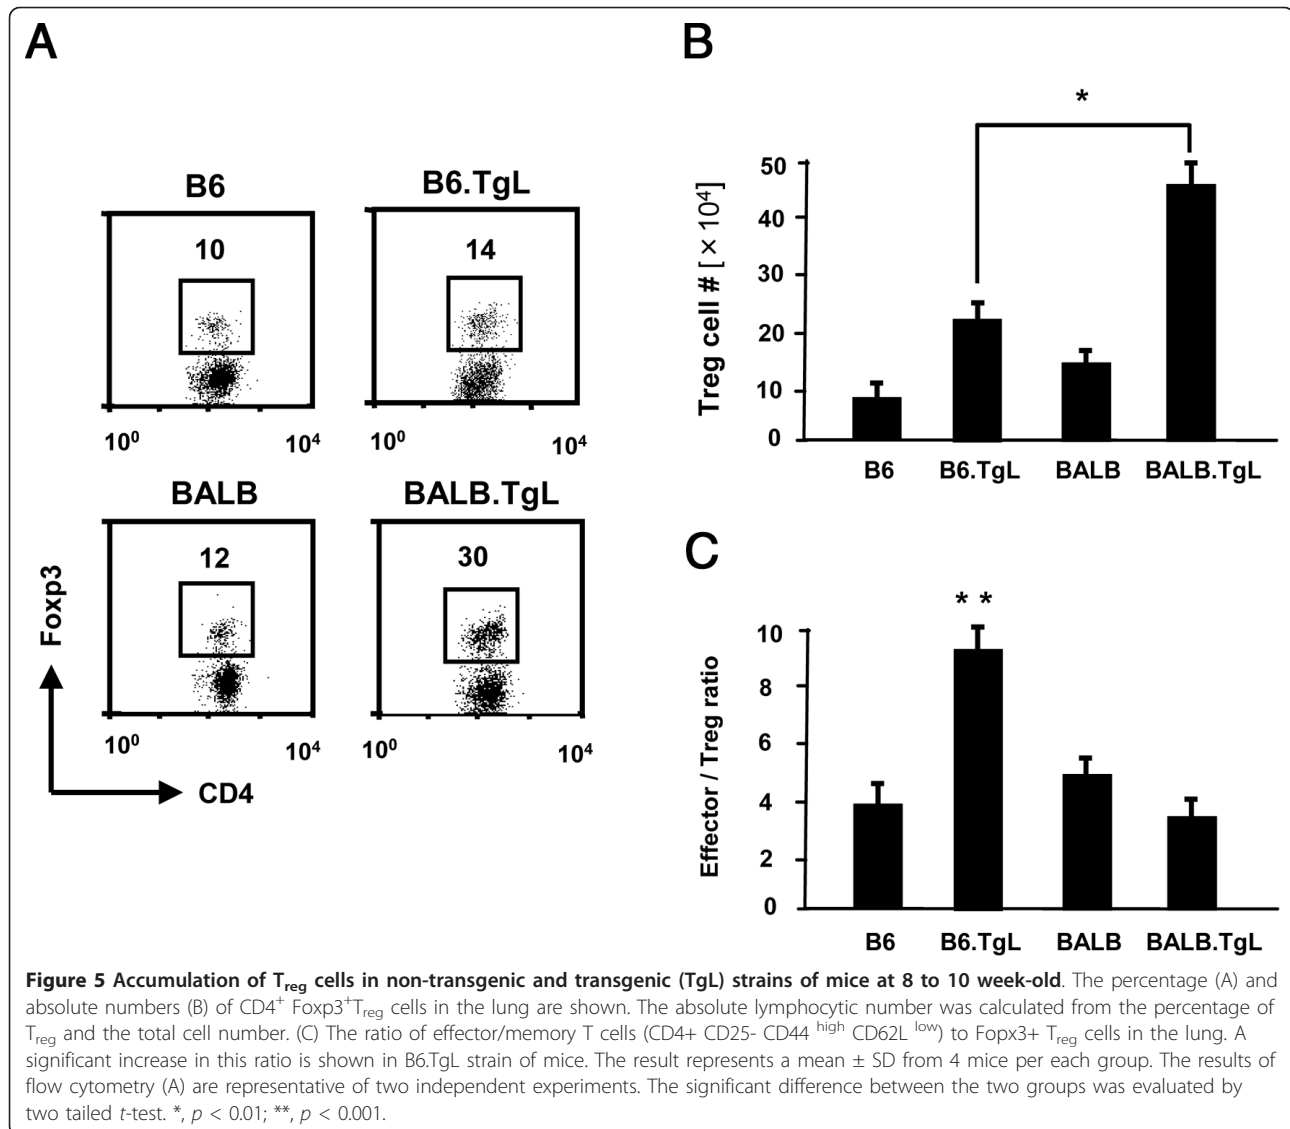 A
B6
10
10⁰ 10⁴
B6.TgL
14
10⁰ 10⁴
BALB
12
10⁰ 10⁴
BALB.TgL
30
10⁰ 10⁴
Foxp3
CD4
B
*
Treg cell # [ × 10⁴]
50
40
30
20
10
0
B6 B6.TgL BALB BALB.TgL
C
* *
Effector / Treg ratio
10
8
6
4
2
0
B6 B6.TgL BALB BALB.TgL
Figure 5 Accumulation of Treg cells in non-transgenic and transgenic (TgL) strains of mice at 8 to 10 week-old. The percentage (A) and
absolute numbers (B) of CD4⁺ Foxp3⁺Treg cells in the lung are shown. The absolute lymphocytic number was calculated from the percentage of
Treg and the total cell number. (C) The ratio of effector/memory T cells (CD4+ CD25- CD44 high CD62L low) to Fopx3+ Treg cells in the lung. A
significant increase in this ratio is shown in B6.TgL strain of mice. The result represents a mean ± SD from 4 mice per each group. The results of
flow cytometry (A) are representative of two independent experiments. The significant difference between the two groups was evaluated by
two tailed t-test. *, p < 0.01; **, p < 0.001.